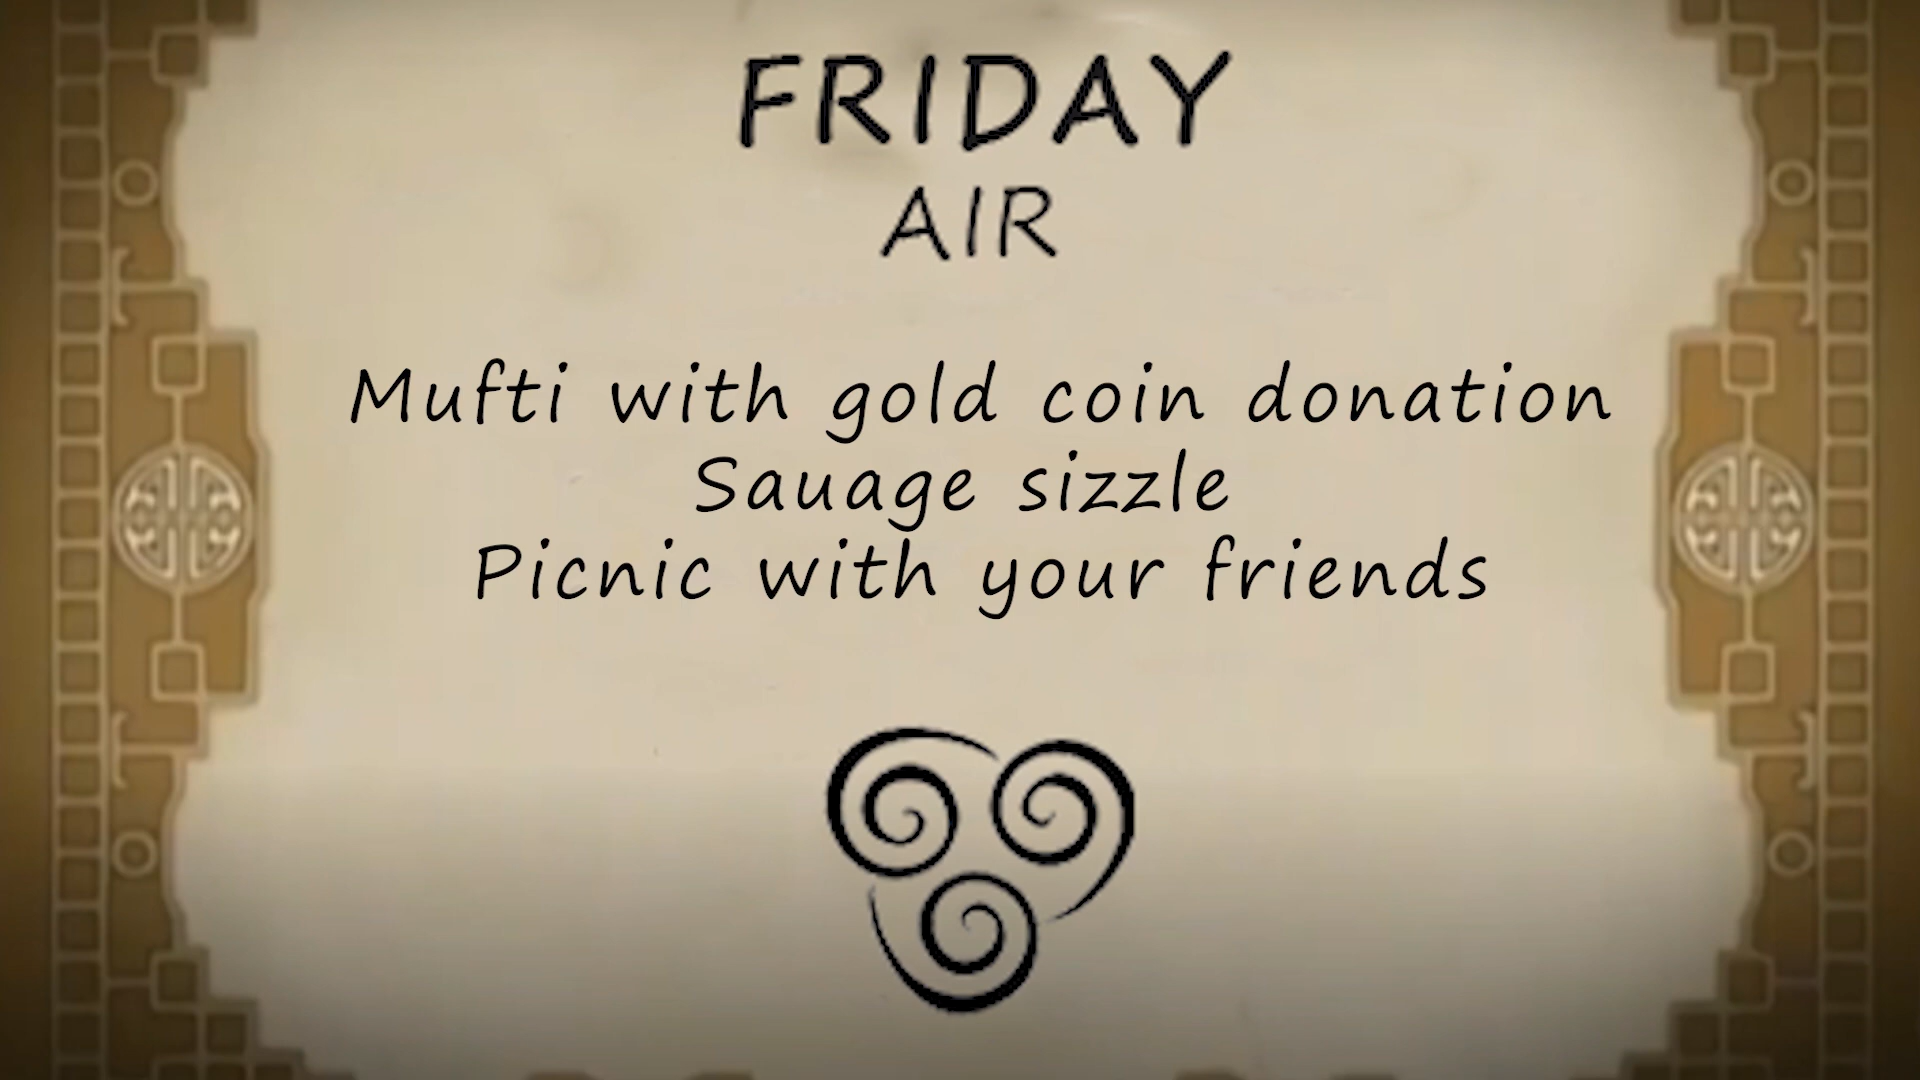 FRIDAY
AIR
Mufti with gold coin donation
Sauage sizzle
Picnic with your friends